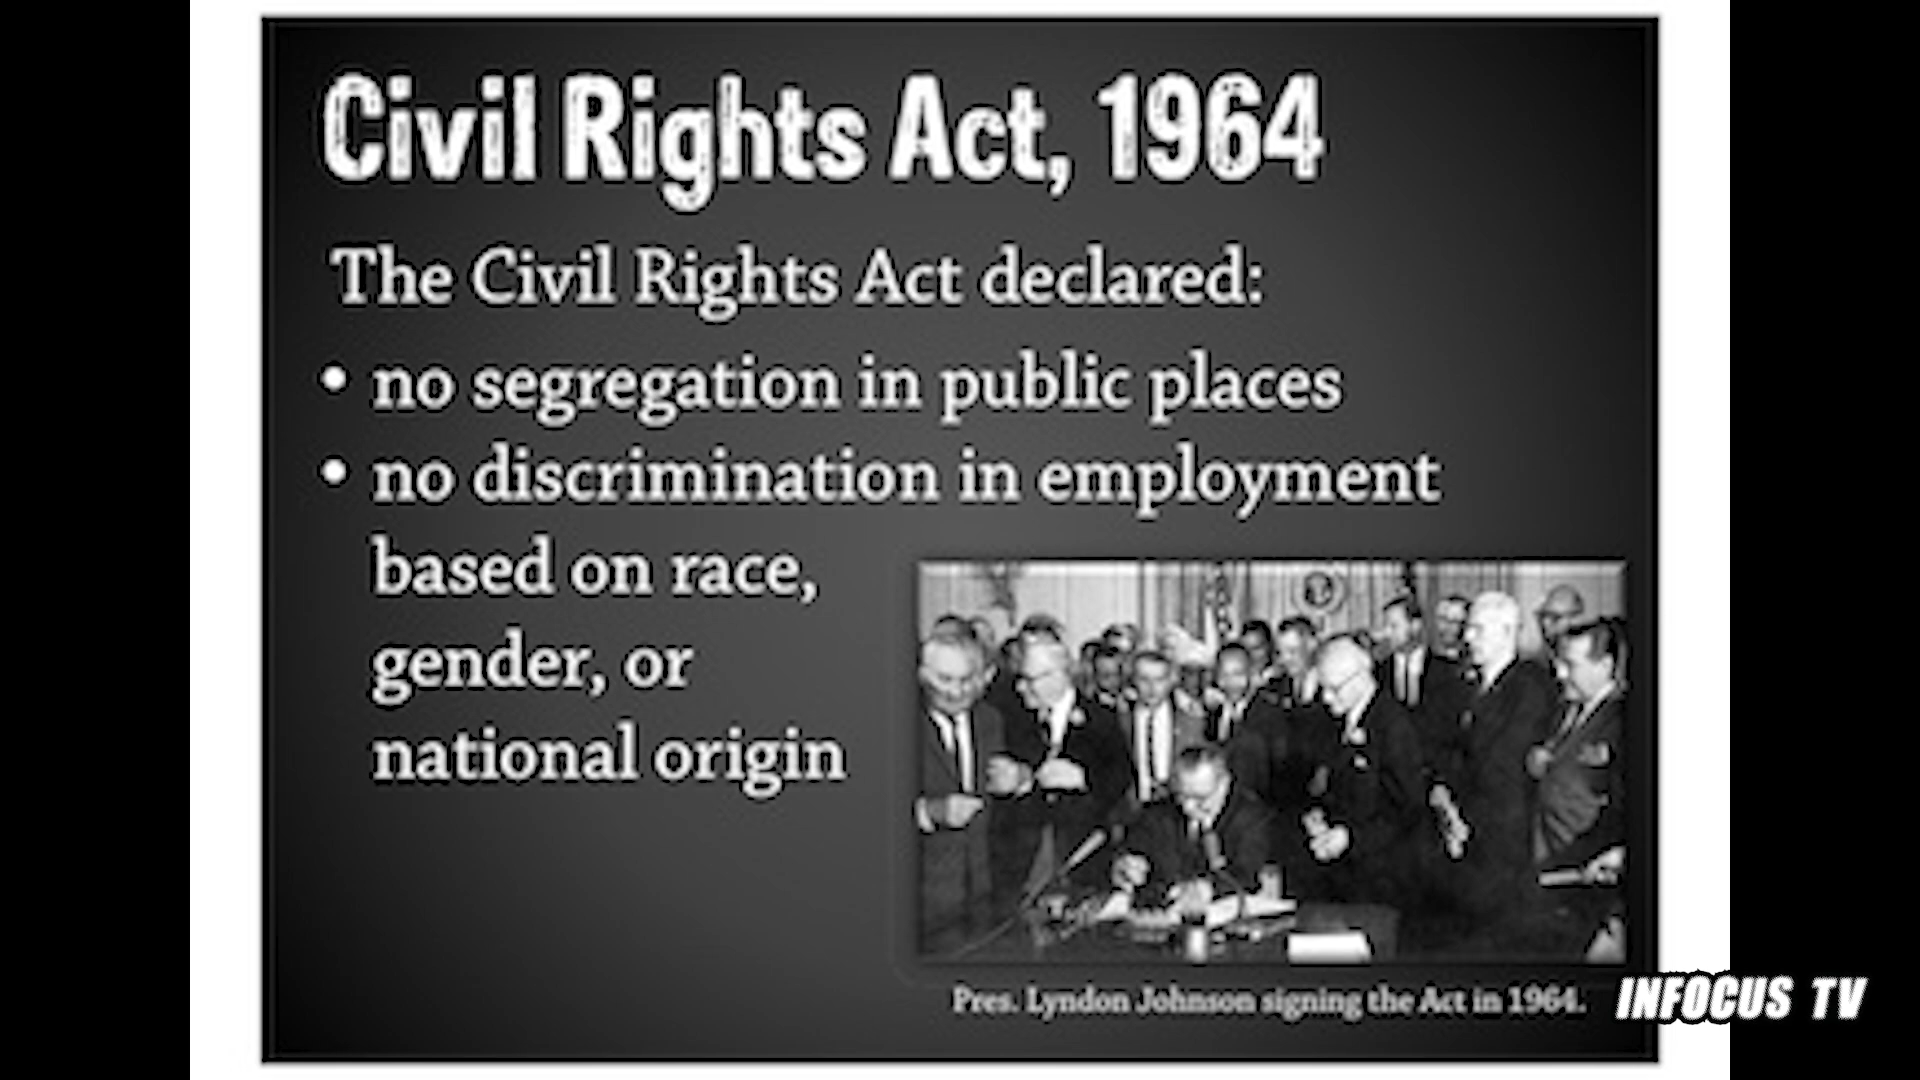 Civil Rights Act, 1964
The Civil Rights Act declared:
• no segregation in public places
• no discrimination in employment
based on race,
gender, or
national origin
Pres. Lyndon Johnson signing the Act in 1964.
INFOCUS TV